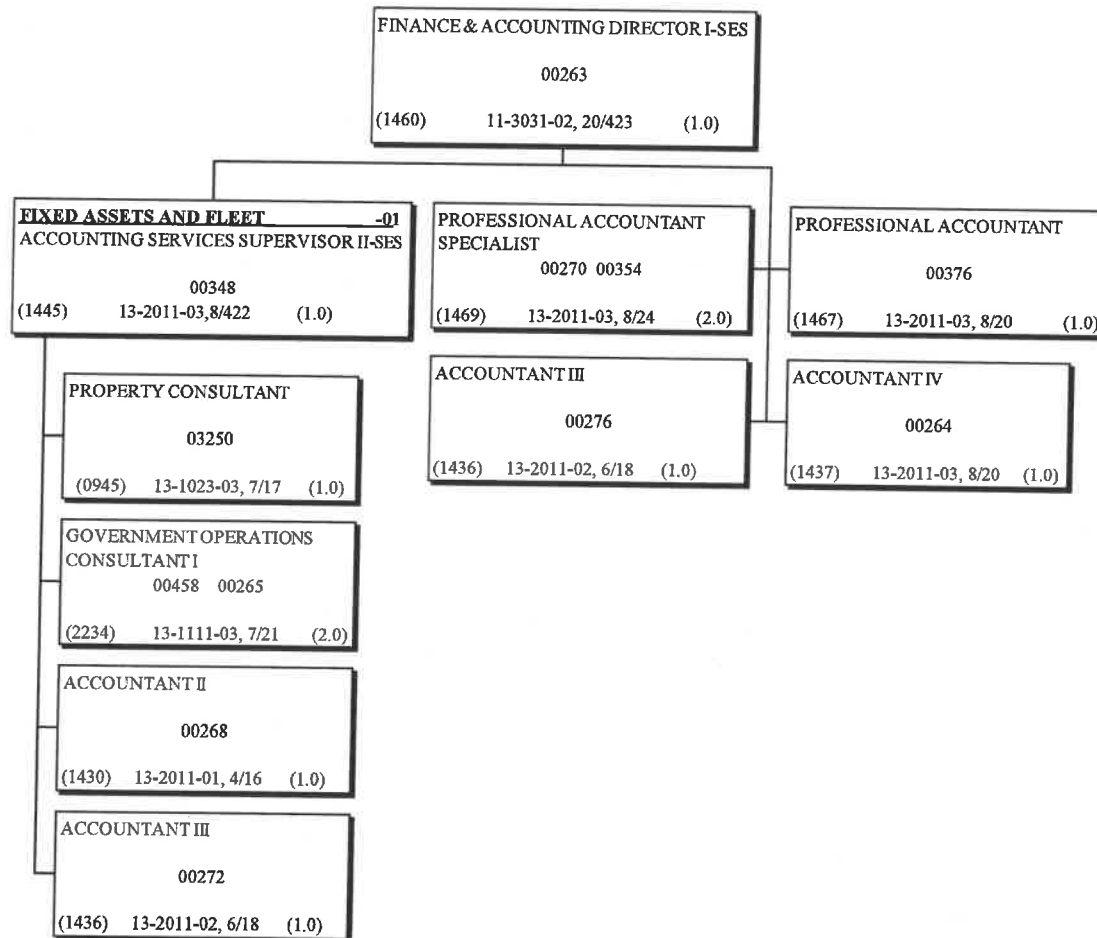 FINANCE & ACCOUNTING DIRECTOR I-SES
00263
(1460) 11-3031-02, 20/423 (1.0)
FIXED ASSETS AND FLEET -01
ACCOUNTING SERVICES SUPERVISOR II-SES
00348
(1445) 13-2011-03,8/422 (1.0)
PROFESSIONAL ACCOUNTANT
SPECIALIST
00270 00354
(1469) 13-2011-03, 8/24 (2.0)
PROFESSIONAL ACCOUNTANT
00376
(1467) 13-2011-03, 8/20 (1.0)
ACCOUNTANT III
00276
(1436) 13-2011-02, 6/18 (1.0)
ACCOUNTANT IV
00264
(1437) 13-2011-03, 8/20 (1.0)
PROPERTY CONSULTANT
03250
(0945) 13-1023-03, 7/17 (1.0)
GOVERNMENT OPERATIONS
CONSULTANT I
00458 00265
(2234) 13-1111-03, 7/21 (2.0)
ACCOUNTANT II
00268
(1430) 13-2011-01, 4/16 (1.0)
ACCOUNTANT III
00272
(1436) 13-2011-02, 6/18 (1.0)